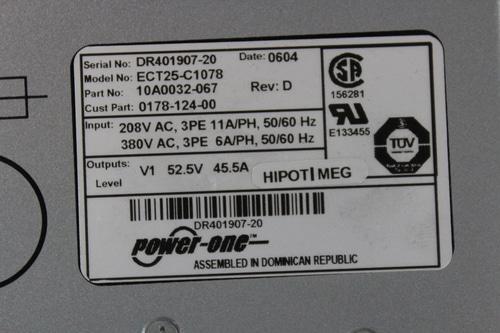 Serial No: DR401907-20 Date: 0604
Model No: ECT25-C1078
Part No: 10A0032-067 Rev: D
Cust Part 0178-124-00
Input: 208V AC, 3PE 11A/PH, 50/60 Hz
380V AC, 3PE 6A/PH, 50/60 Hz
Outputs: V1 52.5V 45.5A
Level
HIPOT MEG
SA
156281
E133455
TÜV
DR401907-20
power-one™
ASSEMBLED IN DOMINICAN REPUBLIC